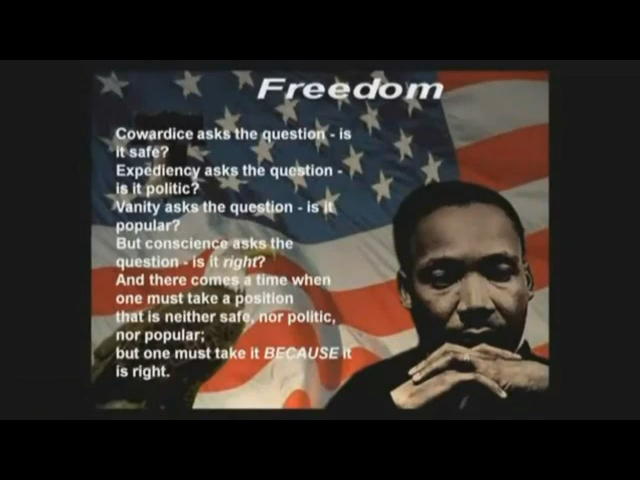 Freedom
Cowardice asks the question - is
it safe?
Expediency asks the question -
is it politic?
Vanity asks the question - is it
popular?
But conscience asks the
question - is it right?
And there comes a time when
one must take a position
that is neither safe, nor politic,
nor popular;
but one must take it BECAUSE it
is right.